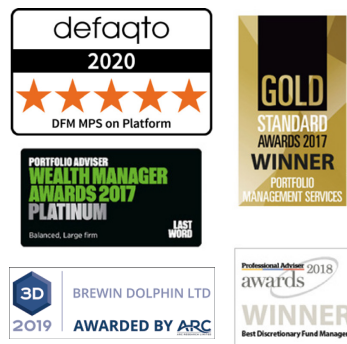 defaqto
2020
DFM MPS on Platform
GOLD
STANDARD
AWARDS 2017
WINNER
PORTFOLIO
MANAGEMENT SERVICES
PORTFOLIO ADVISER
WEALTH MANAGER
AWARDS 2017
PLATINUM
Balanced, Large firm
LAST
WORD
3D
2019
BREWIN DOLPHIN LTD
AWARDED BY ARC
Professional Adviser 2018
awards
WINNER
Best Discretionary Fund Manager